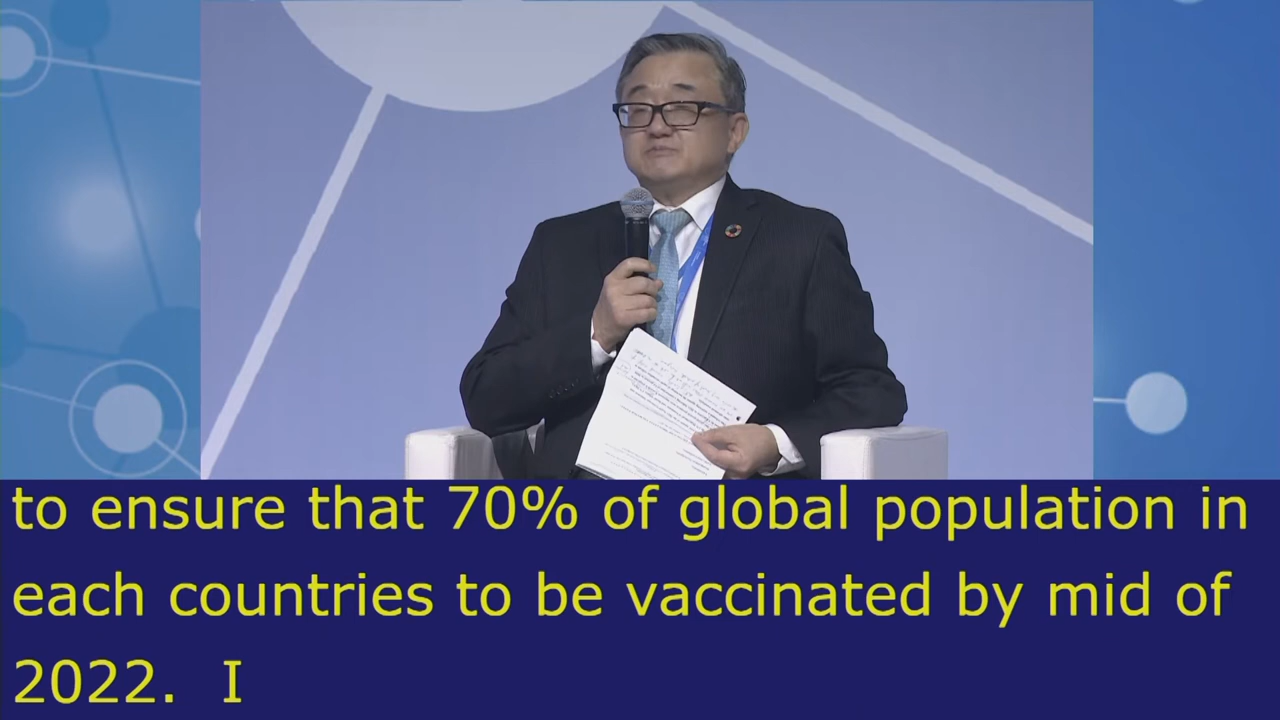 to ensure that 70% of global population in
each countries to be vaccinated by mid of
2022.  I